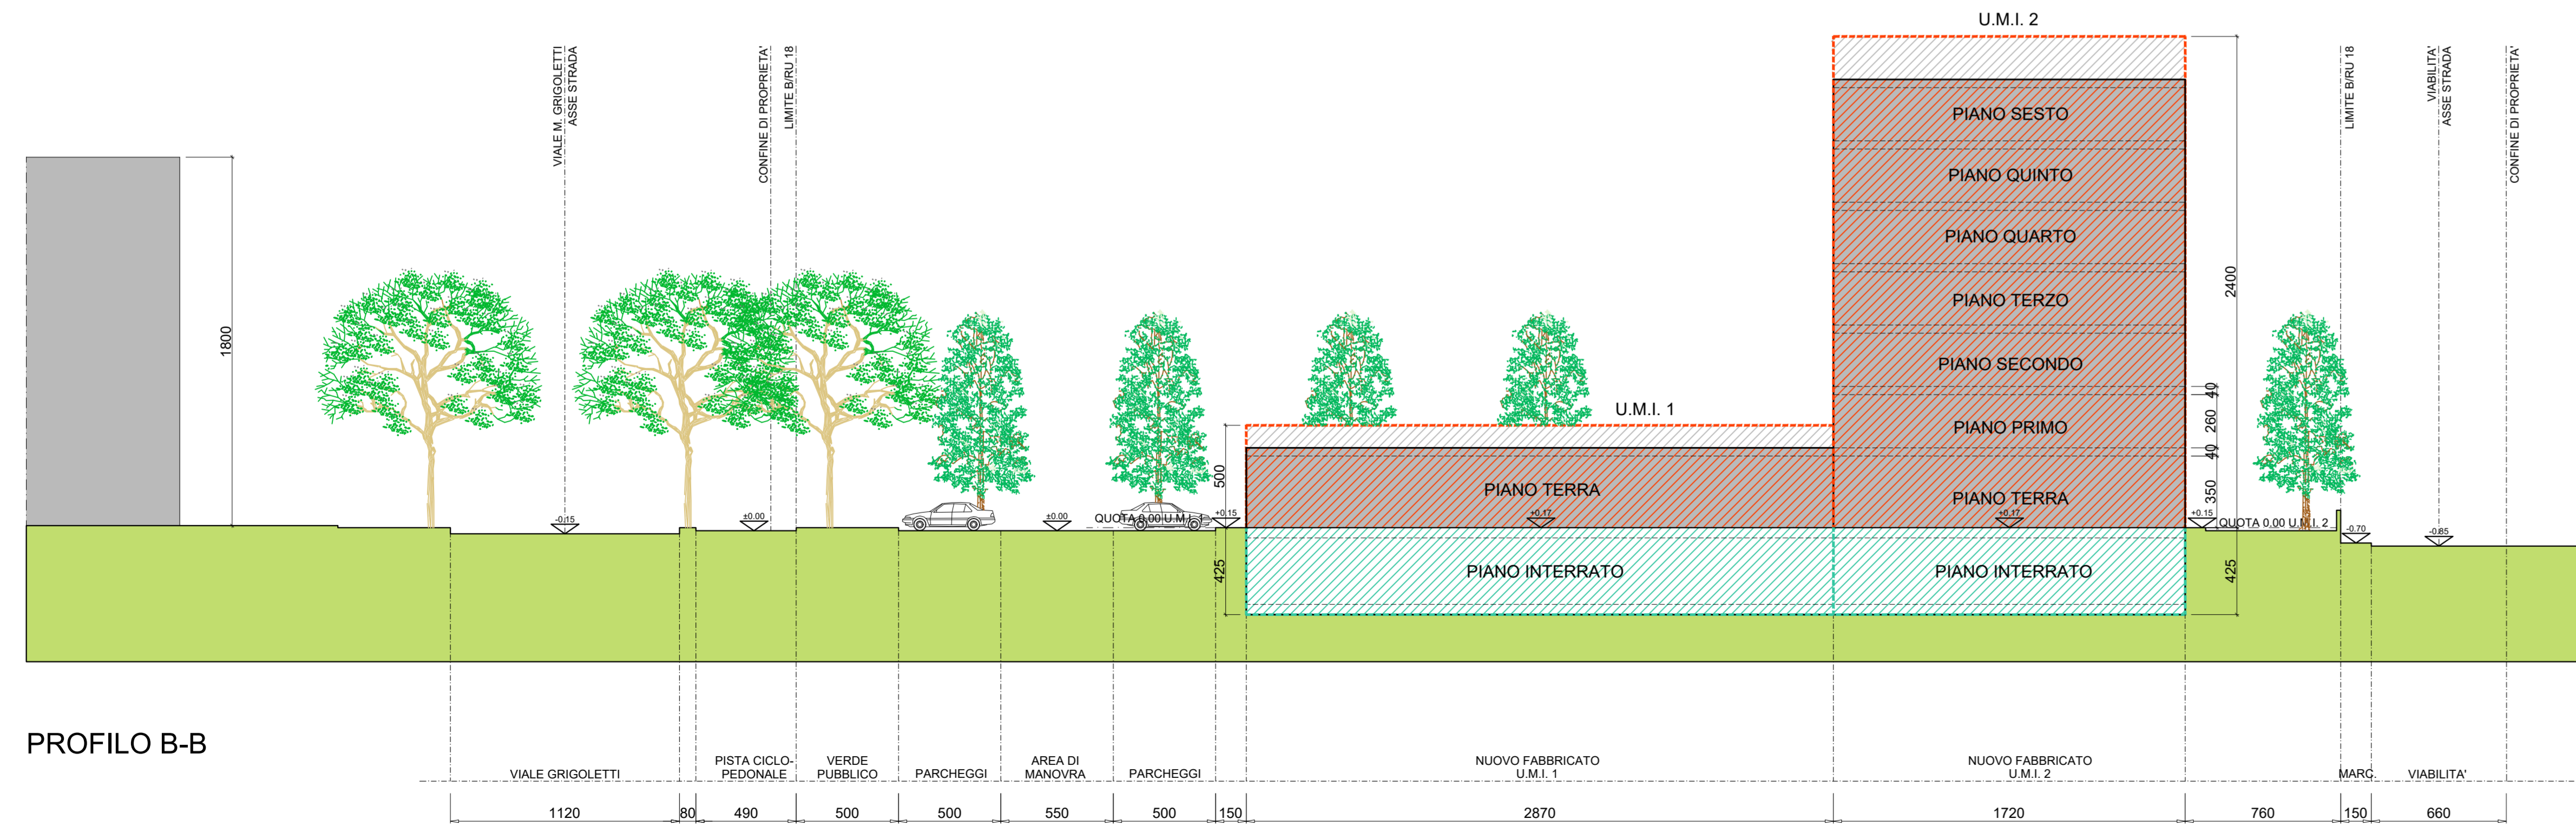 U.M.I. 2
VIALE M. GRIGOLETTI
ASSE STRADA
CONFINE DI PROPRIETA'
LIMITE B/RU 18
LIMITE B/RU 18
VIABILITA'
ASSE STRADA
CONFINE DI PROPRIETA'
PIANO SESTO
PIANO QUINTO
PIANO QUARTO
PIANO TERZO
PIANO SECONDO
PIANO PRIMO
PIANO TERRA
2400
1800
40
260
40
350
U.M.I. 1
500
PIANO TERRA
-0.15
±0.00
±0.00
QUOTA 0,00 U.M.I. 1
+0.15
+0.17
+0.17
+0.15
QUOTA 0,00 U.M.I. 2
-0.70
-0.85
425
PIANO INTERRATO
PIANO INTERRATO
425
PROFILO B-B
VIALE GRIGOLETTI
PISTA CICLO-
PEDONALE
VERDE
PUBBLICO
PARCHEGGI
AREA DI
MANOVRA
PARCHEGGI
NUOVO FABBRICATO
U.M.I. 1
NUOVO FABBRICATO
U.M.I. 2
MARC.
VIABILITA'
1120
80
490
500
500
550
500
150
2870
1720
760
150
660